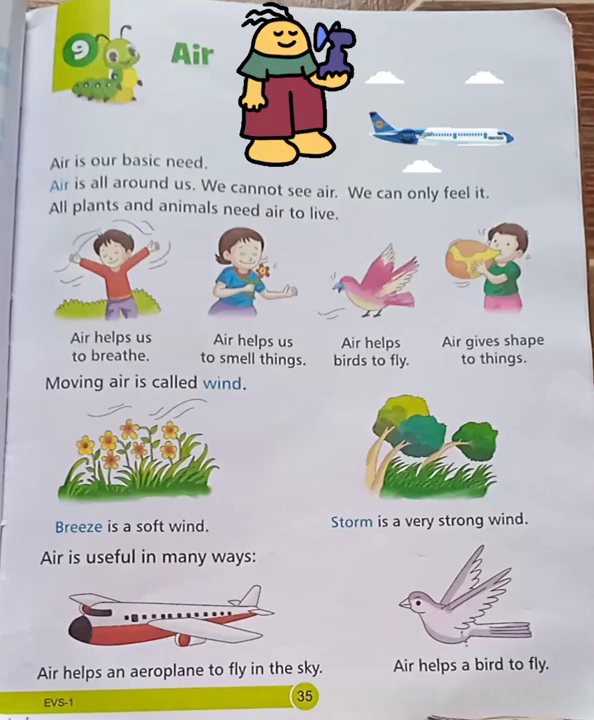 9
Air
Air is our basic need.
Air is all around us. We cannot see air. We can only feel it.
All plants and animals need air to live.
Air helps us
to breathe.
Air helps us
to smell things.
Air helps
birds to fly.
Air gives shape
to things.
Moving air is called wind.
Breeze is a soft wind.
Storm is a very strong wind.
Air is useful in many ways:
Air helps an aeroplane to fly in the sky.
Air helps a bird to fly.
EVS-1
35